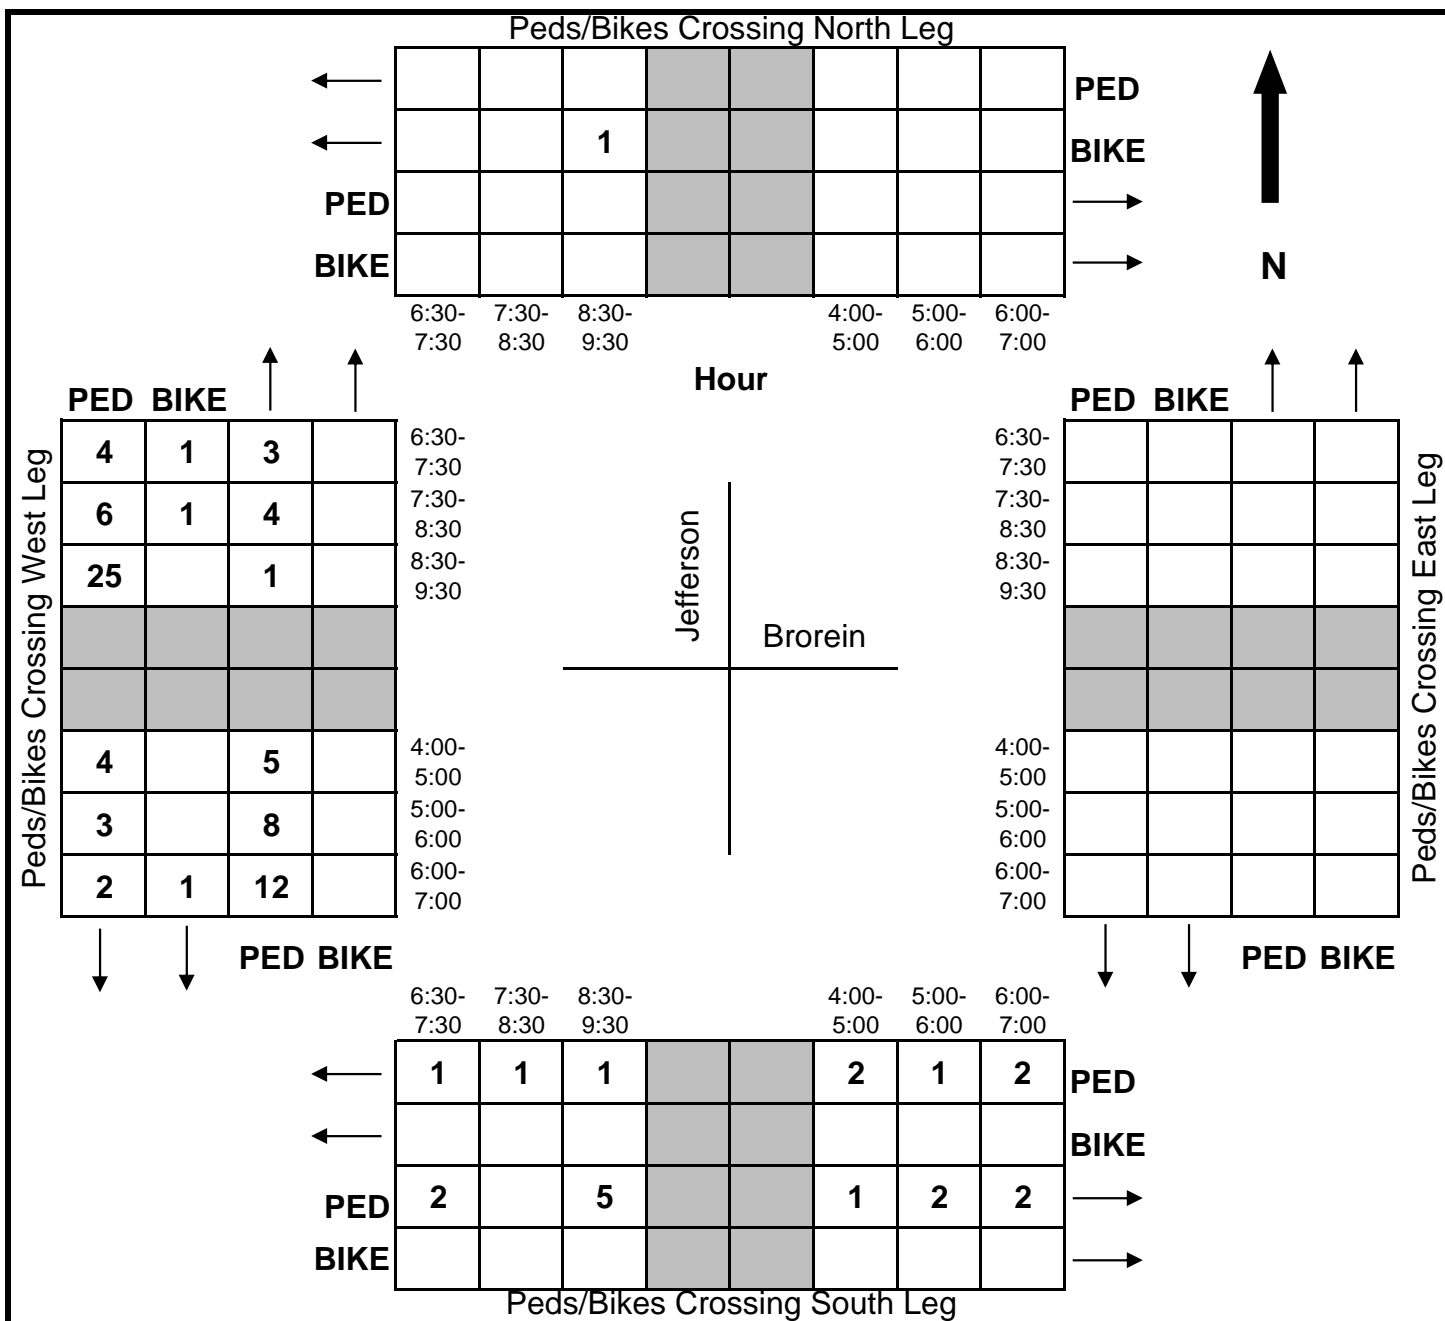 Peds/Bikes Crossing North Leg
PED
1
BIKE
PED
BIKE
N
6:30- 7:30- 8:30- 4:00- 5:00- 6:00-
7:30 8:30 9:30 5:00 6:00 7:00
Hour
PED BIKE
Peds/Bikes Crossing West Leg
4 1 3
6:30-
7:30
6 1 4
7:30-
8:30
25 1
8:30-
9:30
4 5
4:00-
5:00
3 8
5:00-
6:00
2 1 12
6:00-
7:00
PED BIKE
Jefferson
Brorein
PED BIKE
6:30-
7:30
7:30-
8:30
8:30-
9:30
4:00-
5:00
5:00-
6:00
6:00-
7:00
Peds/Bikes Crossing East Leg
PED BIKE
6:30- 7:30- 8:30- 4:00- 5:00- 6:00-
7:30 8:30 9:30 5:00 6:00 7:00
1 1 1 2 1 2 PED
BIKE
PED 2 5 1 2 2
BIKE
Peds/Bikes Crossing South Leg